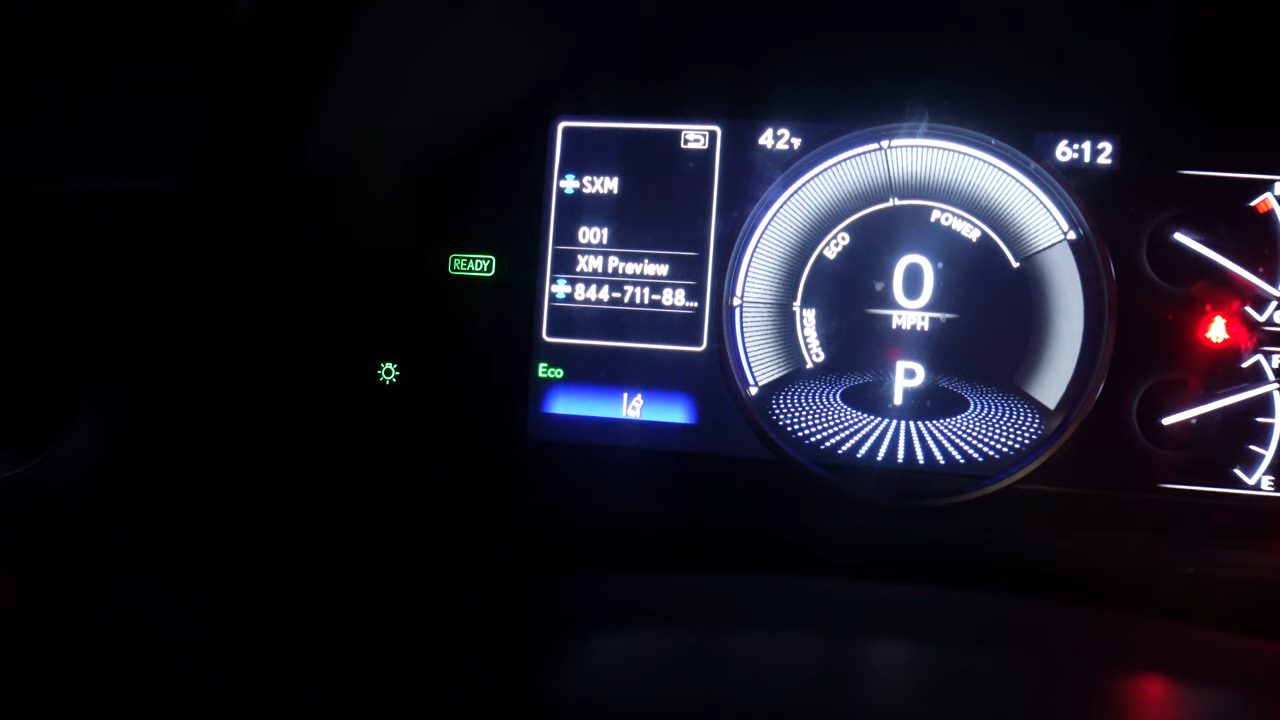 42°F
6:12
SXM
001
XM Preview
844-711-88...
READY
Eco
CHARGE
ECO
POWER
0
MPH
P
E